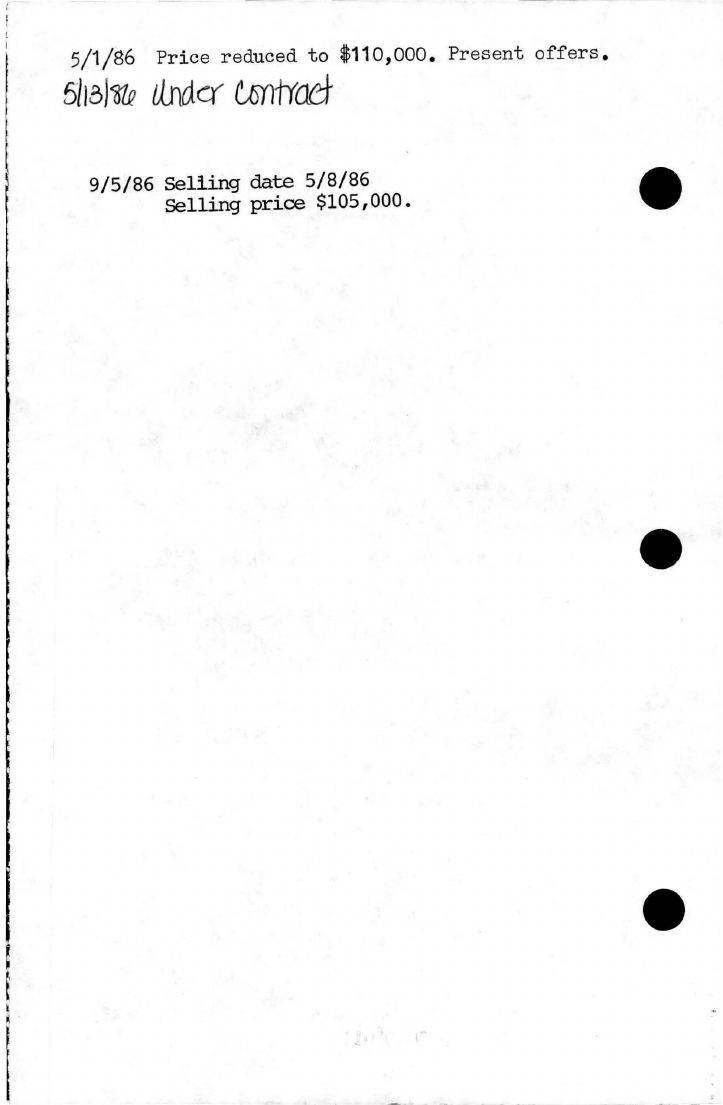 5/1/86 Price reduced to $110,000. Present offers.
5/13/86 Under Contract
9/5/86 Selling date 5/8/86
Selling price $105,000.